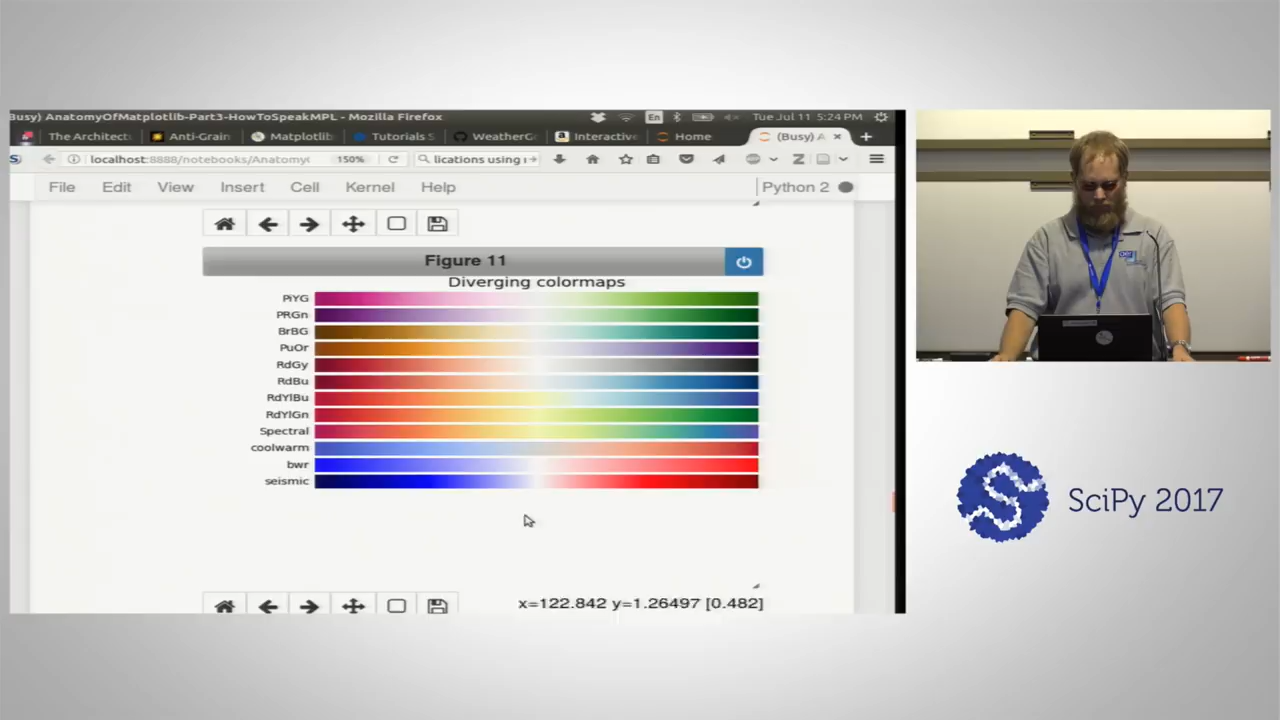 Busy) AnatomyOfMatplotlib-Part3-HowToSpeakMPL - Mozilla Firefox
En
Tue Jul 11 5:24 PM
The Architect
Anti-Grain
Matplotlib
Tutorials S
WeatherG
Interactive
Home
(Busy) A
localhost:8888/notebooks/Anatomy
150%
lications using
File Edit View Insert Cell Kernel Help
Python 2
Figure 11
Diverging colormaps
PiYG
PRGn
BrBG
PuOr
RdGy
RdBu
RdYlBu
RdYlGn
Spectral
coolwarm
bwr
seismic
x=122.842 y=1.26497 [0.482]
SciPy 2017